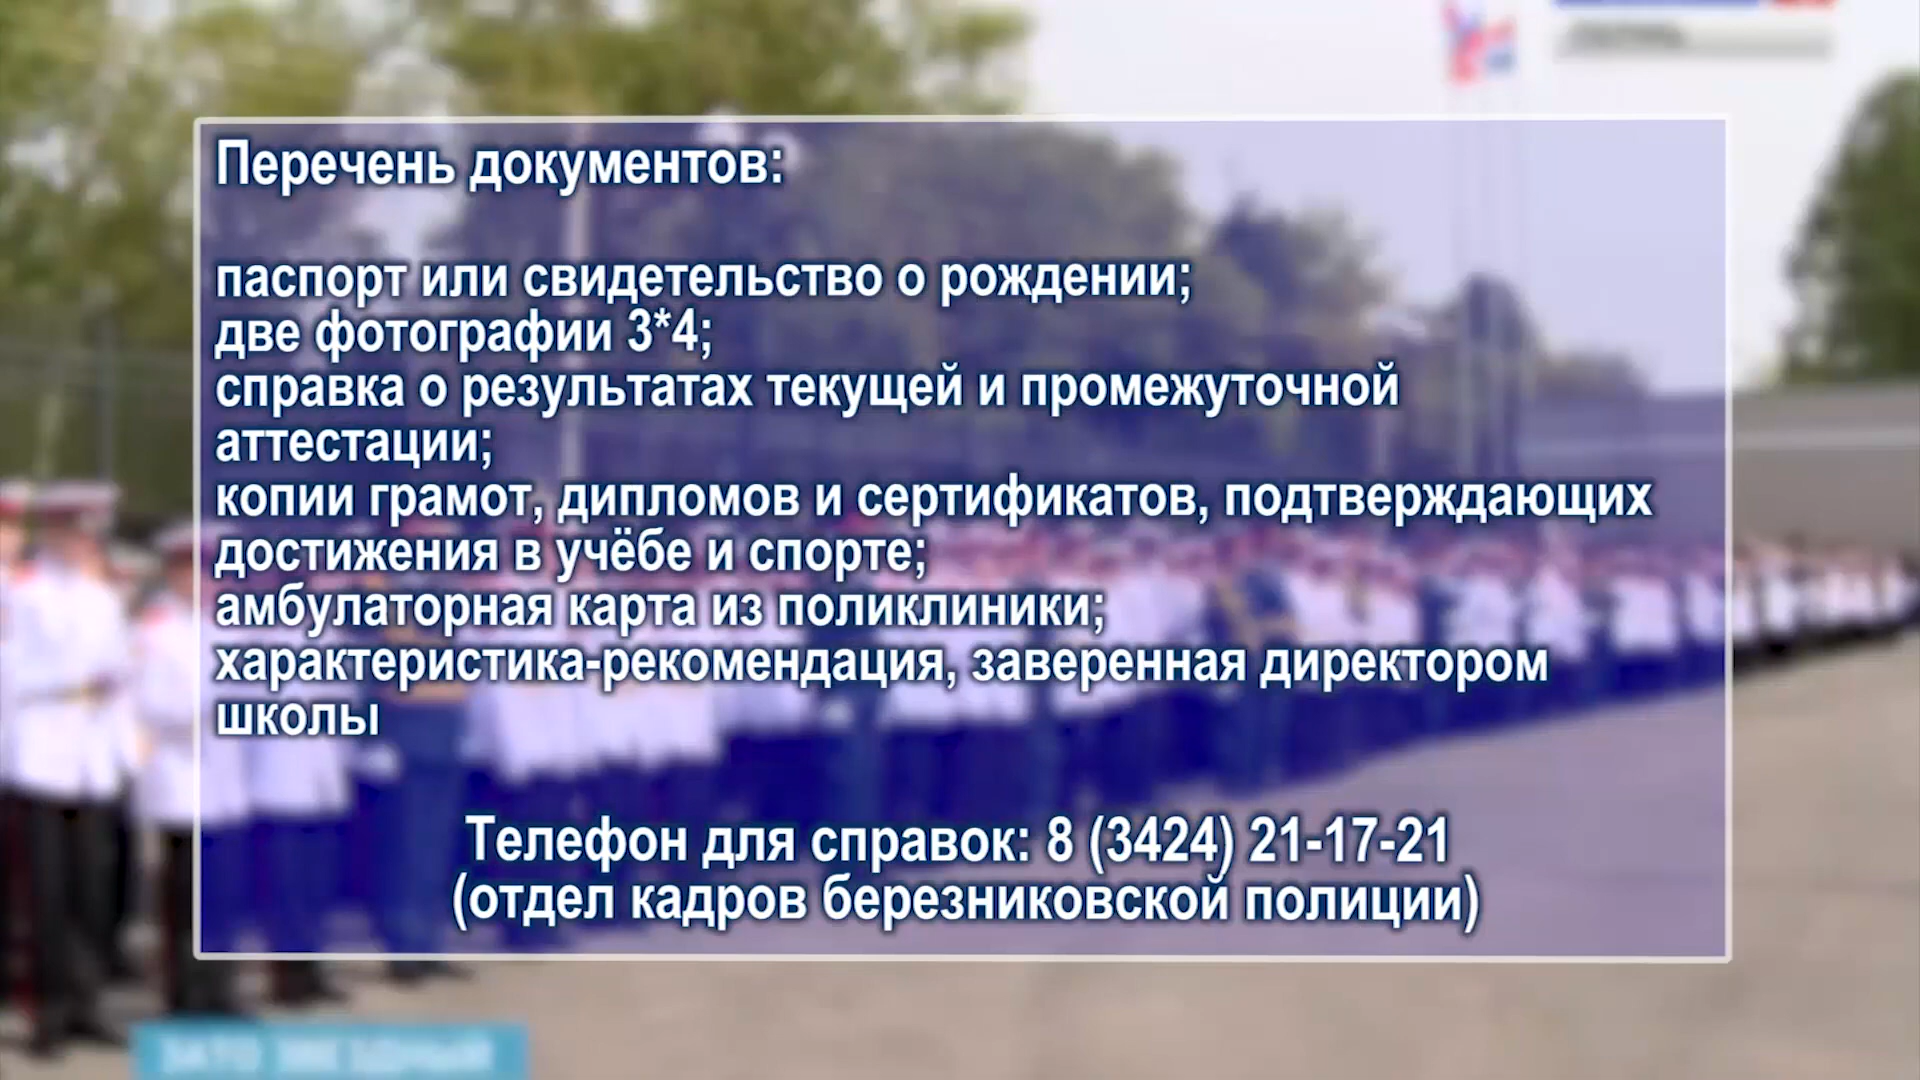 Перечень документов:
паспорт или свидетельство о рождении;
две фотографии 3*4;
справка о результатах текущей и промежуточной
аттестации;
копии грамот, дипломов и сертификатов, подтверждающих
достижения в учёбе и спорте;
амбулаторная карта из поликлиники;
характеристика-рекомендация, заверенная директором
школы
Телефон для справок: 8 (3424) 21-17-21
(отдел кадров березниковской полиции)
ЗАТО ЗВЕЗДНЫЙ